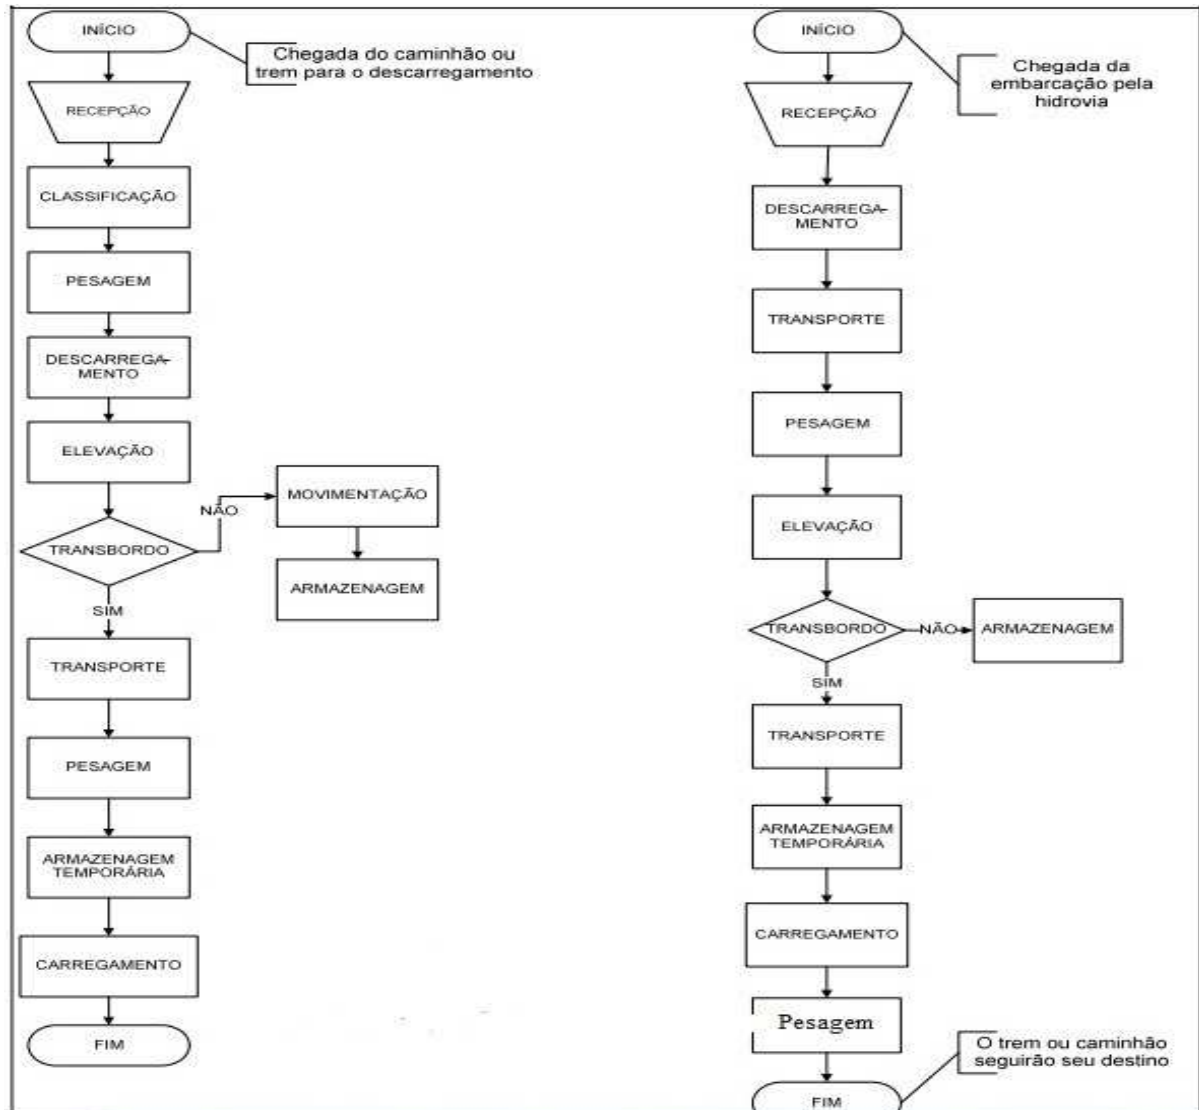 INÍCIO
Chegada do caminhão ou
trem para o descarregamento
RECEPÇÃO
CLASSIFICAÇÃO
PESAGEM
DESCARREGA-
MENTO
ELEVAÇÃO
NÃO
MOVIMENTAÇÃO
TRANSBORDO
ARMAZENAGEM
SIM
TRANSPORTE
PESAGEM
ARMAZENAGEM
TEMPORÁRIA
CARREGAMENTO
FIM
INÍCIO
Chegada da
embarcação pela
hidrovia
RECEPÇÃO
DESCARREGA-
MENTO
TRANSPORTE
PESAGEM
ELEVAÇÃO
TRANSBORDO
NÃO
ARMAZENAGEM
SIM
TRANSPORTE
ARMAZENAGEM
TEMPORÁRIA
CARREGAMENTO
Pesagem
O trem ou caminhão
seguirão seu destino
FIM